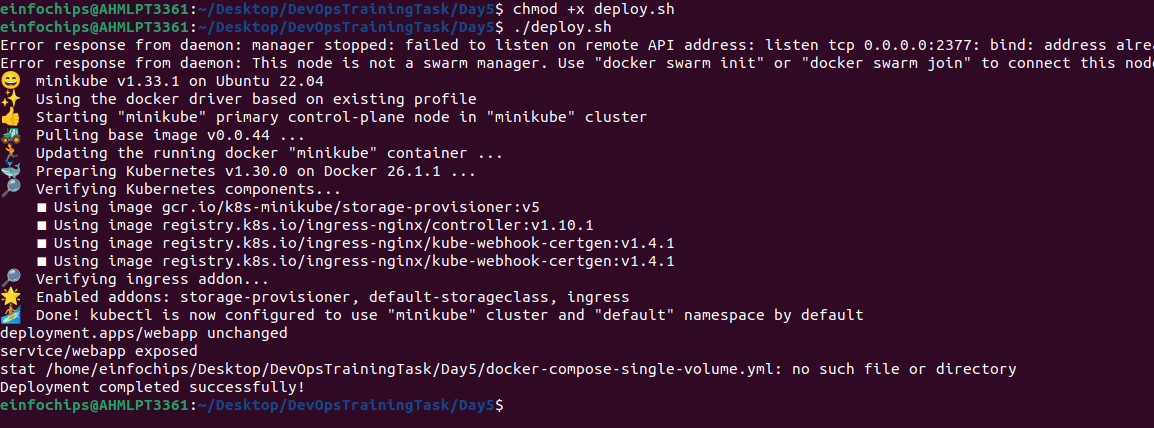 einfochips@AHMLPT3361:~/Desktop/DevOpsTrainingTask/Day5$ chmod +x deploy.sh
einfochips@AHMLPT3361:~/Desktop/DevOpsTrainingTask/Day5$ ./deploy.sh
Error response from daemon: manager stopped: failed to listen on remote API address: listen tcp 0.0.0.0:2377: bind: address alrea
Error response from daemon: This node is not a swarm manager. Use "docker swarm init" or "docker swarm join" to connect this node
😄 minikube v1.33.1 on Ubuntu 22.04
✨ Using the docker driver based on existing profile
👍 Starting "minikube" primary control-plane node in "minikube" cluster
🚜 Pulling base image v0.0.44 ...
🏃 Updating the running docker "minikube" container ...
🐳 Preparing Kubernetes v1.30.0 on Docker 26.1.1 ...
🔎 Verifying Kubernetes components...
■ Using image gcr.io/k8s-minikube/storage-provisioner:v5
■ Using image registry.k8s.io/ingress-nginx/controller:v1.10.1
■ Using image registry.k8s.io/ingress-nginx/kube-webhook-certgen:v1.4.1
■ Using image registry.k8s.io/ingress-nginx/kube-webhook-certgen:v1.4.1
🔎 Verifying ingress addon...
🌟 Enabled addons: storage-provisioner, default-storageclass, ingress
🏄 Done! kubectl is now configured to use "minikube" cluster and "default" namespace by default
deployment.apps/webapp unchanged
service/webapp exposed
stat /home/einfochips/Desktop/DevOpsTrainingTask/Day5/docker-compose-single-volume.yml: no such file or directory
Deployment completed successfully!
einfochips@AHMLPT3361:~/Desktop/DevOpsTrainingTask/Day5$